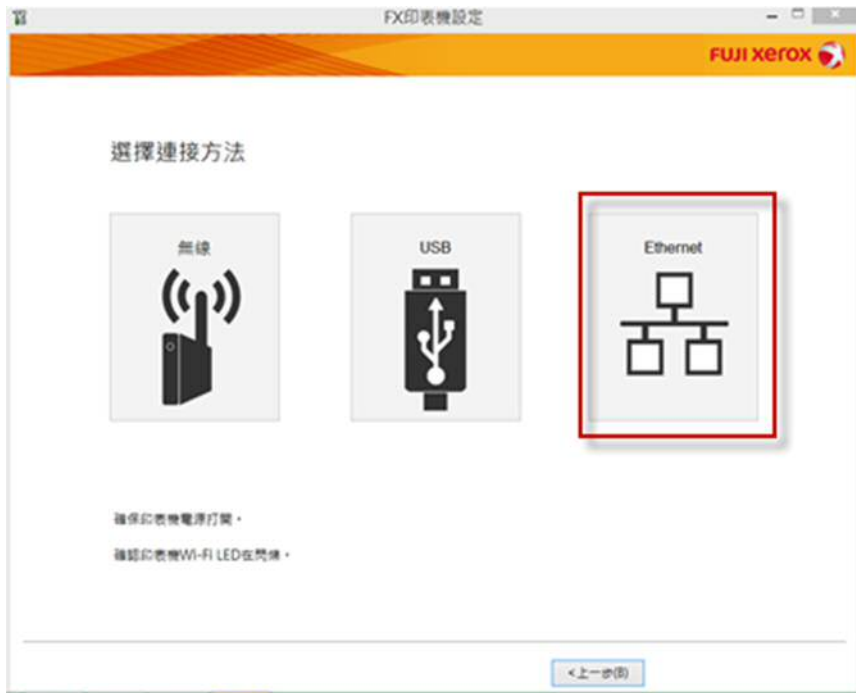 FX印表機設定
FUJI xerox
選擇連接方法
無線
USB
Ethernet
確保印表機電源打開。
確認印表機Wi-Fi LED在閃爍。
<上一步(B)